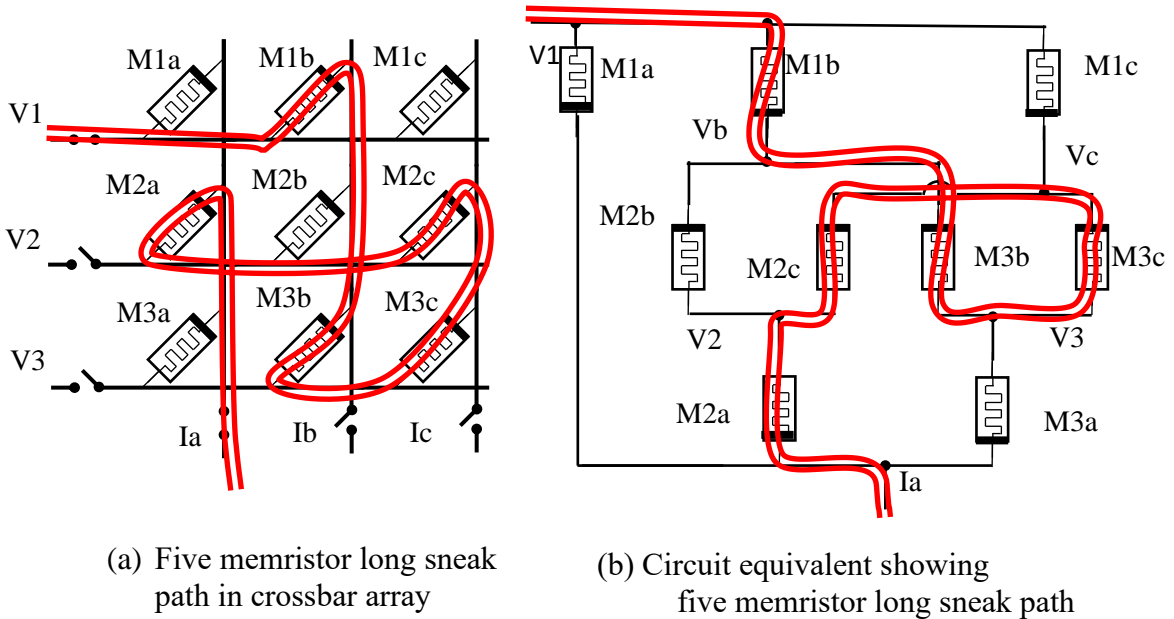 M1a M1b M1c
V1
M2a M2b M2c
V2
M3a M3b M3c
V3
Ia Ib Ic
(a) Five memristor long sneak
path in crossbar array
V1 M1a M1b M1c
Vb Vc
M2b M2c M3b M3c
V2 V3
M2a M3a
Ia
(b) Circuit equivalent showing
five memristor long sneak path